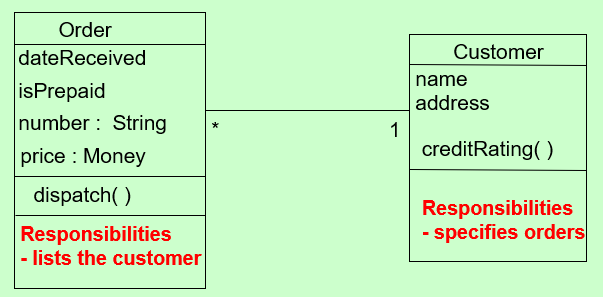 Order
dateReceived
isPrepaid
number : String
price : Money
dispatch( )
Responsibilities
- lists the customer
*
1
Customer
name
address
creditRating( )
Responsibilities
- specifies orders